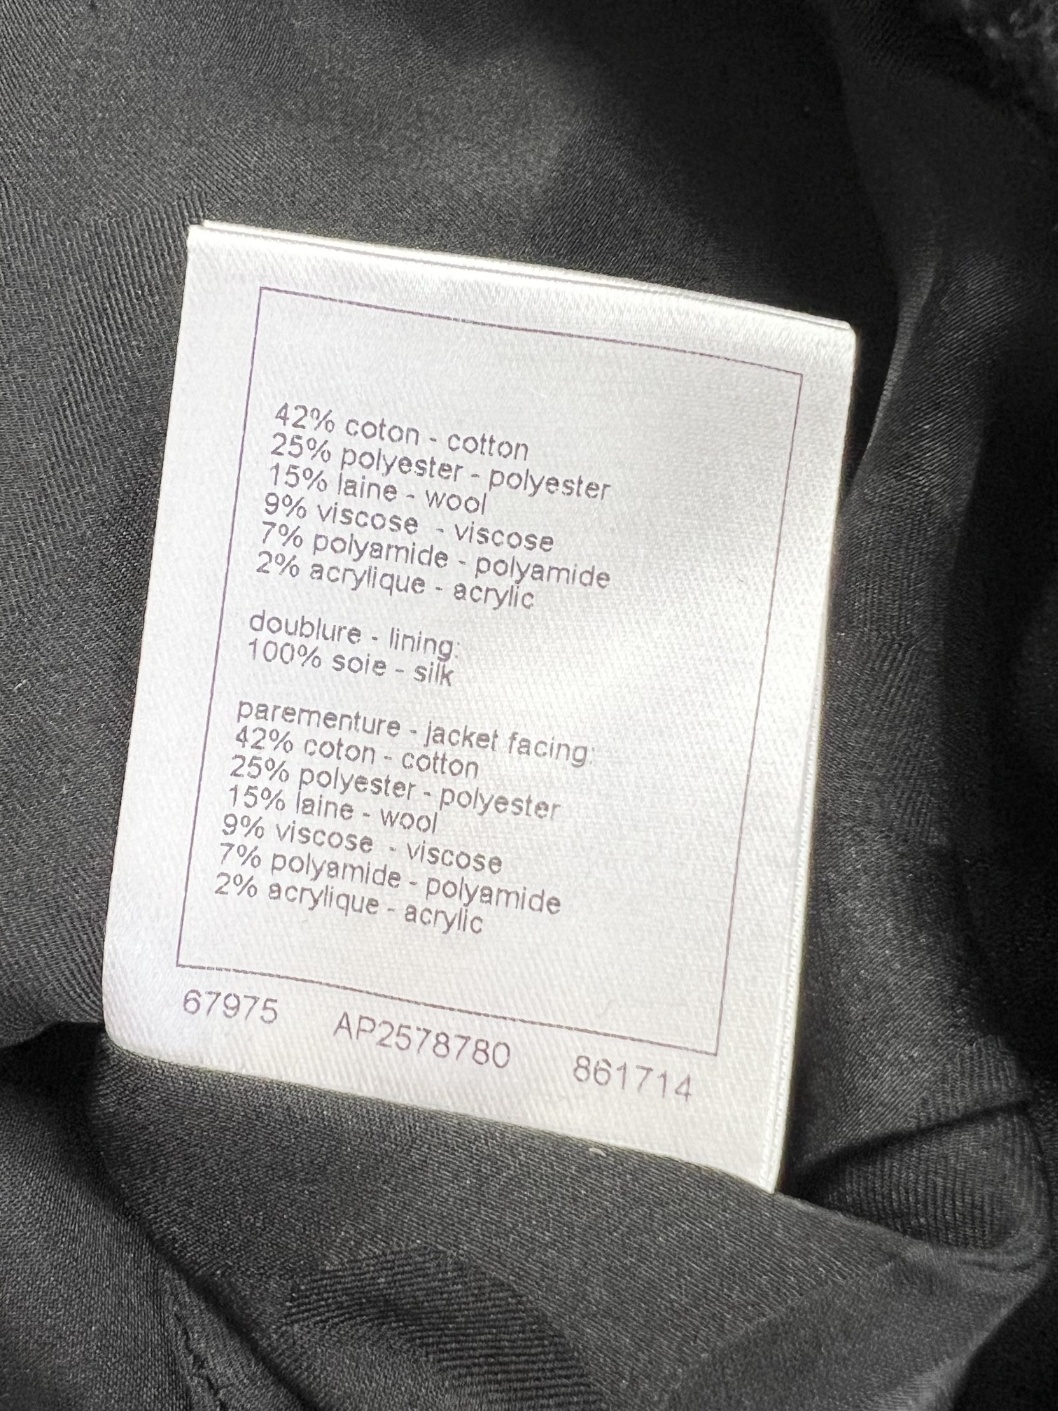 42% coton - cotton
25% polyester - polyester
15% laine - wool
9% viscose - viscose
7% polyamide - polyamide
2% acrylique - acrylic
doublure - lining:
100% soie - silk
parementure - jacket facing:
42% coton - cotton
25% polyester - polyester
15% laine - wool
9% viscose - viscose
7% polyamide - polyamide
2% acrylique - acrylic
67975 AP2578780 861714